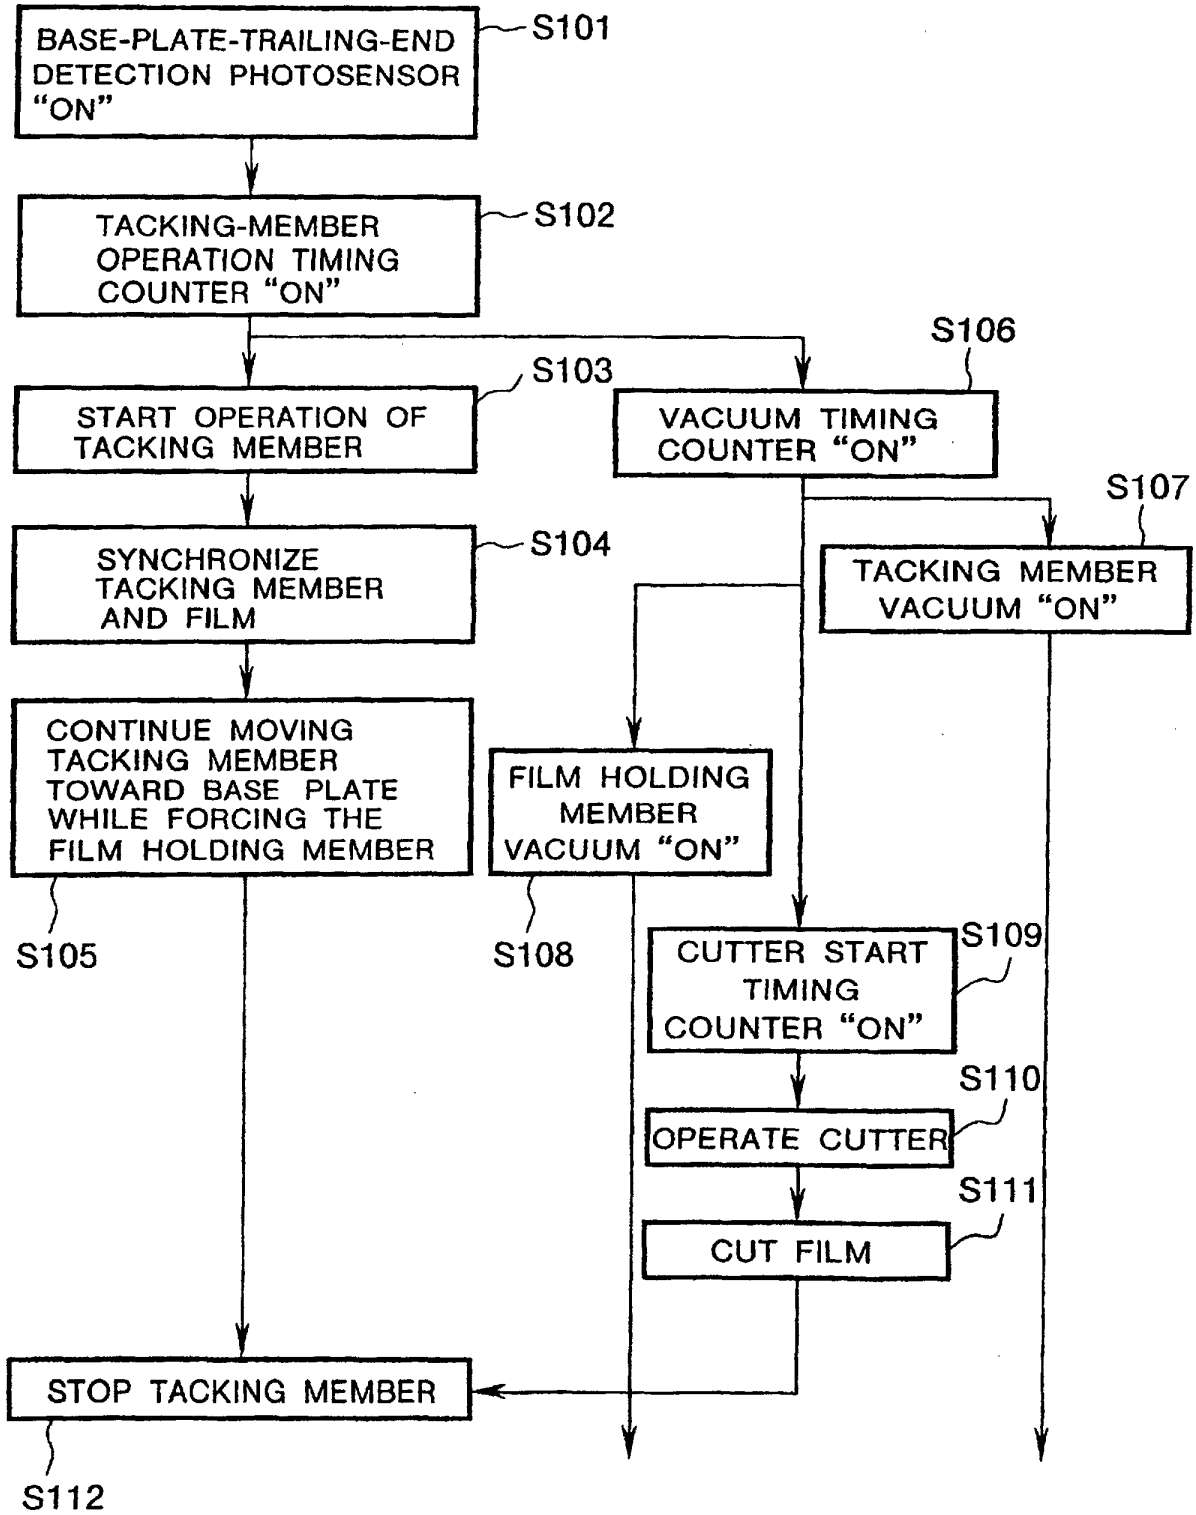 BASE-PLATE-TRAILING-END
DETECTION PHOTOSENSOR
“ON”
S101
TACKING-MEMBER
OPERATION TIMING
COUNTER “ON”
S102
START OPERATION OF
TACKING MEMBER
S103
VACUUM TIMING
COUNTER “ON”
S106
TACKING MEMBER
VACUUM “ON”
S107
SYNCHRONIZE
TACKING MEMBER
AND FILM
S104
CONTINUE MOVING
TACKING MEMBER
TOWARD BASE PLATE
WHILE FORCING THE
FILM HOLDING MEMBER
S105
FILM HOLDING
MEMBER
VACUUM “ON”
S108
CUTTER START
TIMING
COUNTER “ON”
S109
OPERATE CUTTER
S110
CUT FILM
S111
STOP TACKING MEMBER
S112